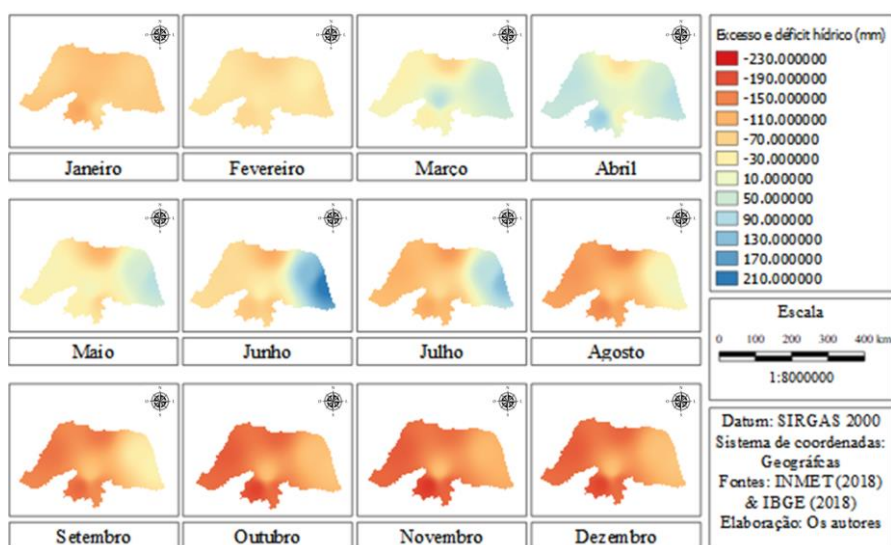 Janeiro
Fevereiro
Março
Abril
Maio
Junho
Julho
Agosto
Setembro
Outubro
Novembro
Dezembro
Excesso e déficit hídrico (mm)
-230.000000
-190.000000
-150.000000
-110.000000
-70.000000
-30.000000
10.000000
50.000000
90.000000
130.000000
170.000000
210.000000
Escala
0 100 200 300 400 km
1:8000000
Datum: SIRGAS 2000
Sistema de coordenadas:
Geográfcas
Fontes: INMET (2018)
& IBGE (2018)
Elaboração: Os autores